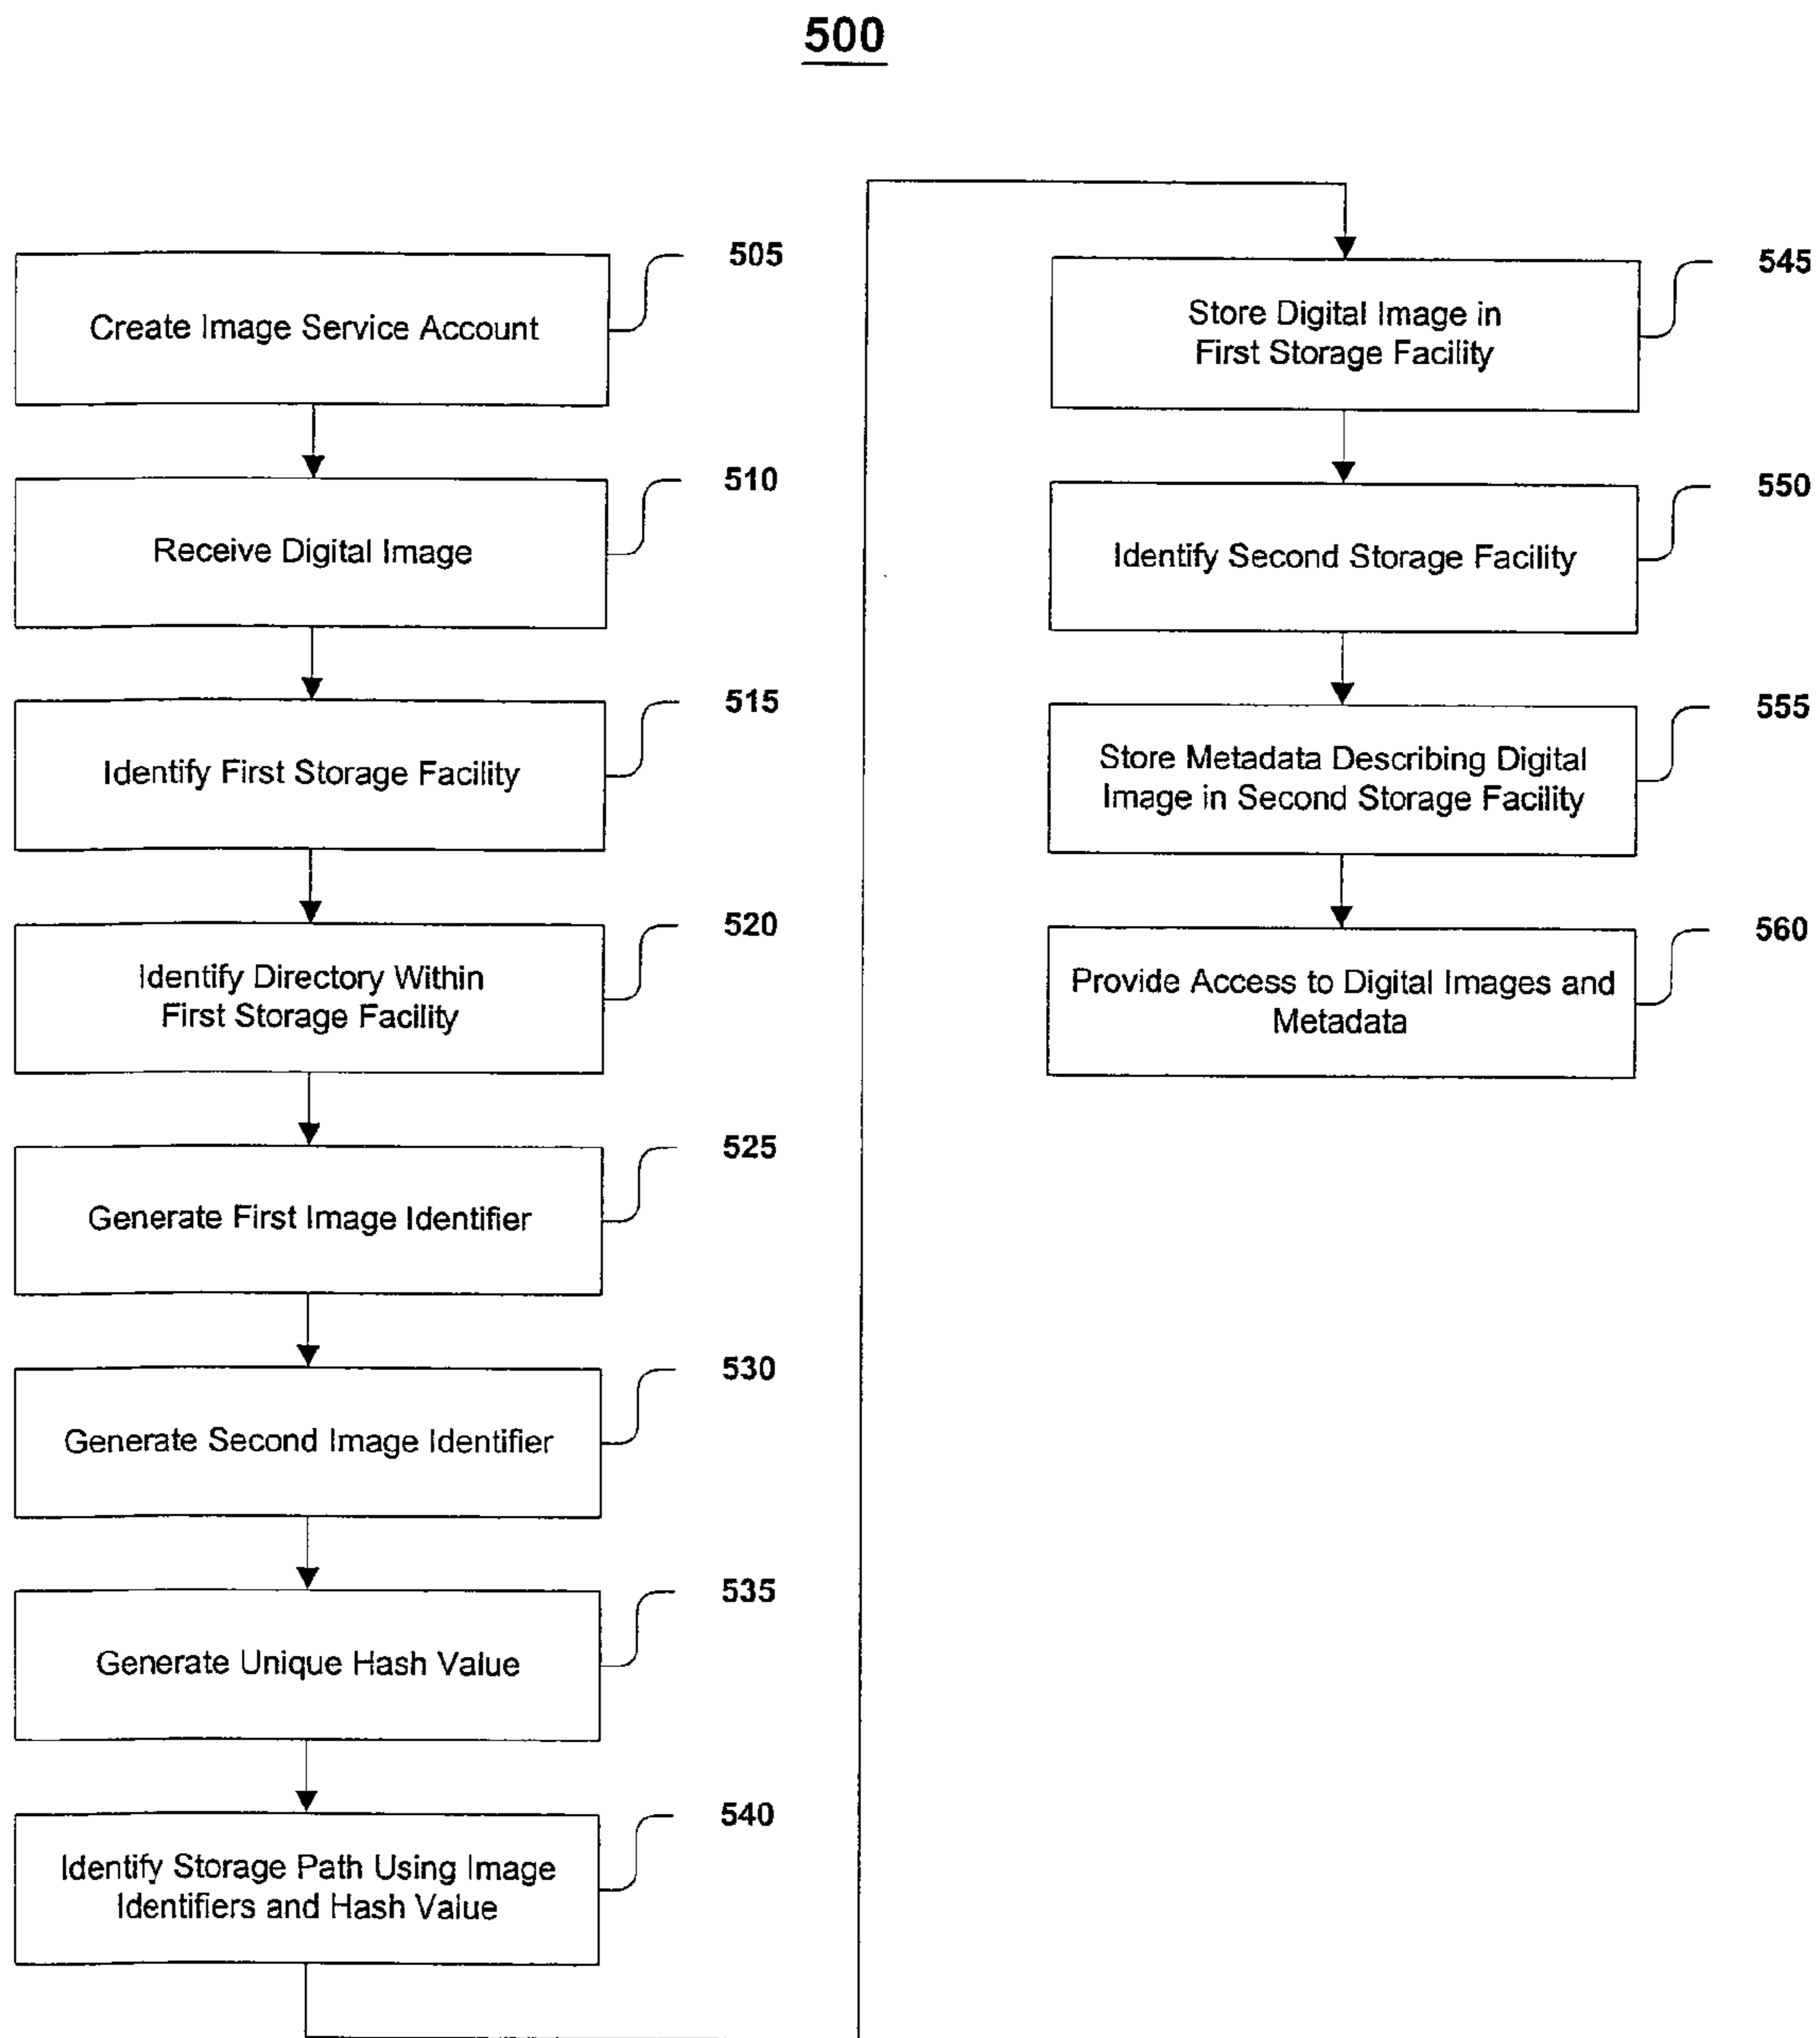 500
505
Create Image Service Account
510
Receive Digital Image
515
Identify First Storage Facility
520
Identify Directory Within
First Storage Facility
525
Generate First Image Identifier
530
Generate Second Image Identifier
535
Generate Unique Hash Value
540
Identify Storage Path Using Image
Identifiers and Hash Value
545
Store Digital Image in
First Storage Facility
550
Identify Second Storage Facility
555
Store Metadata Describing Digital
Image in Second Storage Facility
560
Provide Access to Digital Images and
Metadata